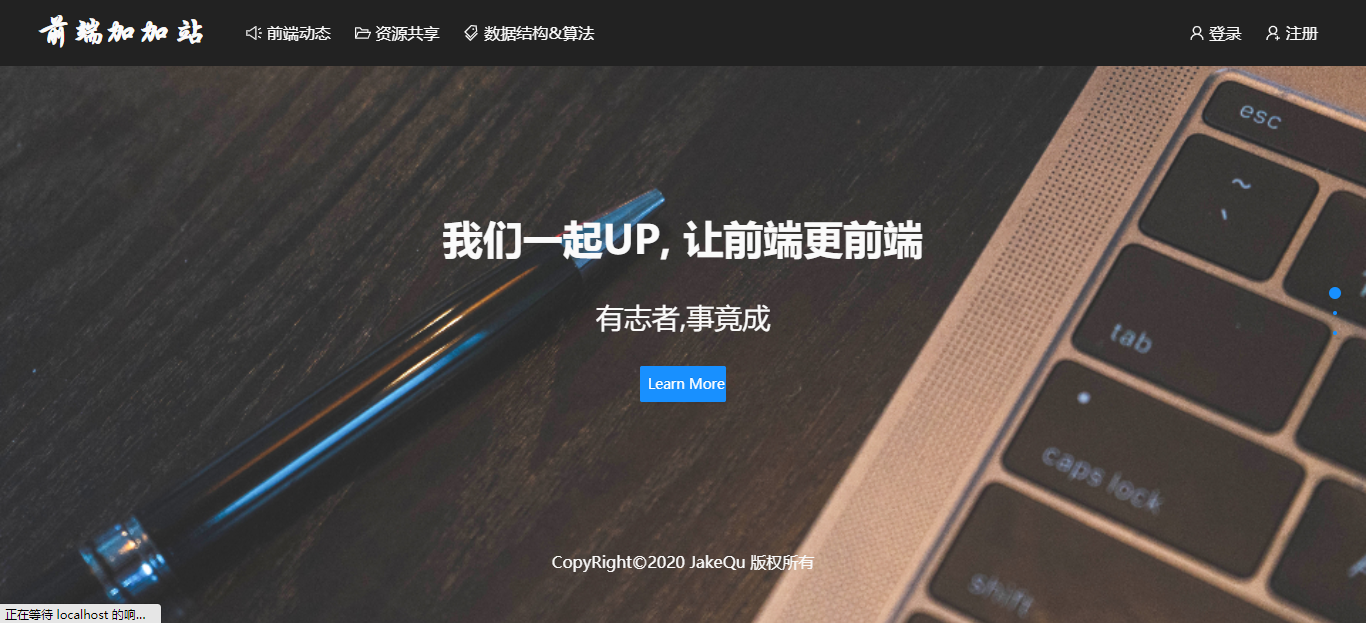 前端加加站 前端动态 资源共享 数据结构&算法 登录 注册
esc
~
`
我们一起UP, 让前端更前端
有志者,事竟成
tab
Learn More
caps lock
CopyRight©2020 JakeQu 版权所有
shift
正在等待 localhost 的响...